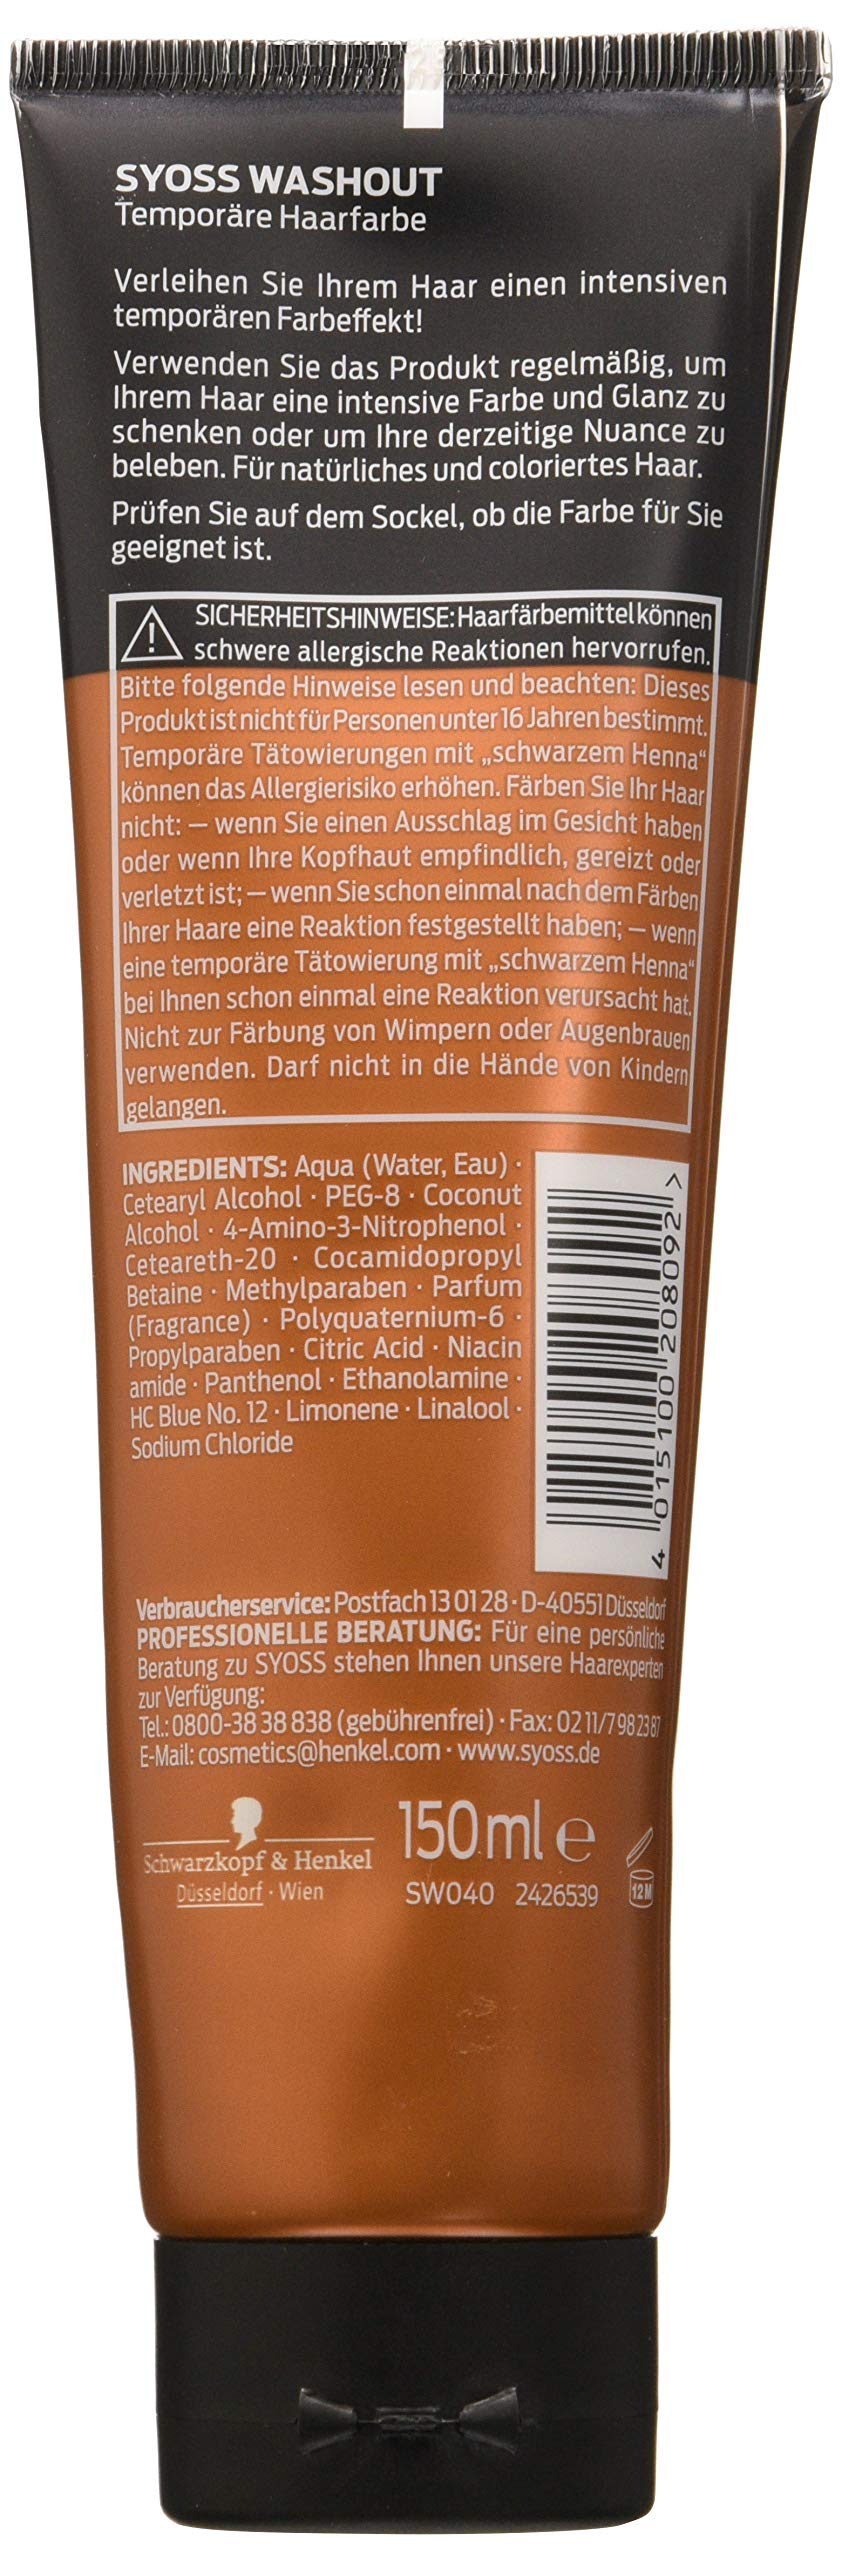 SYOSS WASHOUT
Temporäre Haarfarbe
Verleihen Sie Ihrem Haar einen intensiven
temporären Farbeffekt!
Verwenden Sie das Produkt regelmäßig, um
Ihrem Haar eine intensive Farbe und Glanz zu
schenken oder um Ihre derzeitige Nuance zu
beleben. Für natürliches und coloriertes Haar.
Prüfen Sie auf dem Sockel, ob die Farbe für Sie
geeignet ist.
SICHERHEITSHINWEISE: Haarfärbemittel können
schwere allergische Reaktionen hervorrufen.
Bitte folgende Hinweise lesen und beachten: Dieses
Produkt ist nicht für Personen unter 16 Jahren bestimmt.
Temporäre Tätowierungen mit „schwarzem Henna“
können das Allergierisiko erhöhen. Färben Sie Ihr Haar
nicht: – wenn Sie einen Ausschlag im Gesicht haben
oder wenn Ihre Kopfhaut empfindlich, gereizt oder
verletzt ist; – wenn Sie schon einmal nach dem Färben
Ihrer Haare eine Reaktion festgestellt haben; – wenn
eine temporäre Tätowierung mit „schwarzem Henna“
bei Ihnen schon einmal eine Reaktion verursacht hat.
Nicht zur Färbung von Wimpern oder Augenbrauen
verwenden. Darf nicht in die Hände von Kindern
gelangen.
INGREDIENTS: Aqua (Water, Eau) ·
Cetearyl Alcohol · PEG-8 · Coconut
Alcohol · 4-Amino-3-Nitrophenol ·
Ceteareth-20 · Cocamidopropyl
Betaine · Methylparaben · Parfum
(Fragrance) · Polyquaternium-6 ·
Propylparaben · Citric Acid · Niacin
amide · Panthenol · Ethanolamine ·
HC Blue No. 12 · Limonene · Linalool ·
Sodium Chloride
4 015100 208092 >
Verbraucherservice: Postfach 13 01 28 · D-40551 Düsseldorf
PROFESSIONELLE BERATUNG: Für eine persönliche
Beratung zu SYOSS stehen Ihnen unsere Haarexperten
zur Verfügung:
Tel.: 0800-38 38 838 (gebührenfrei) · Fax: 02 11/7 98 23 87
E-Mail: cosmetics@henkel.com · www.syoss.de
Schwarzkopf & Henkel
Düsseldorf · Wien
150 ml e
SW040 2426539
12 M